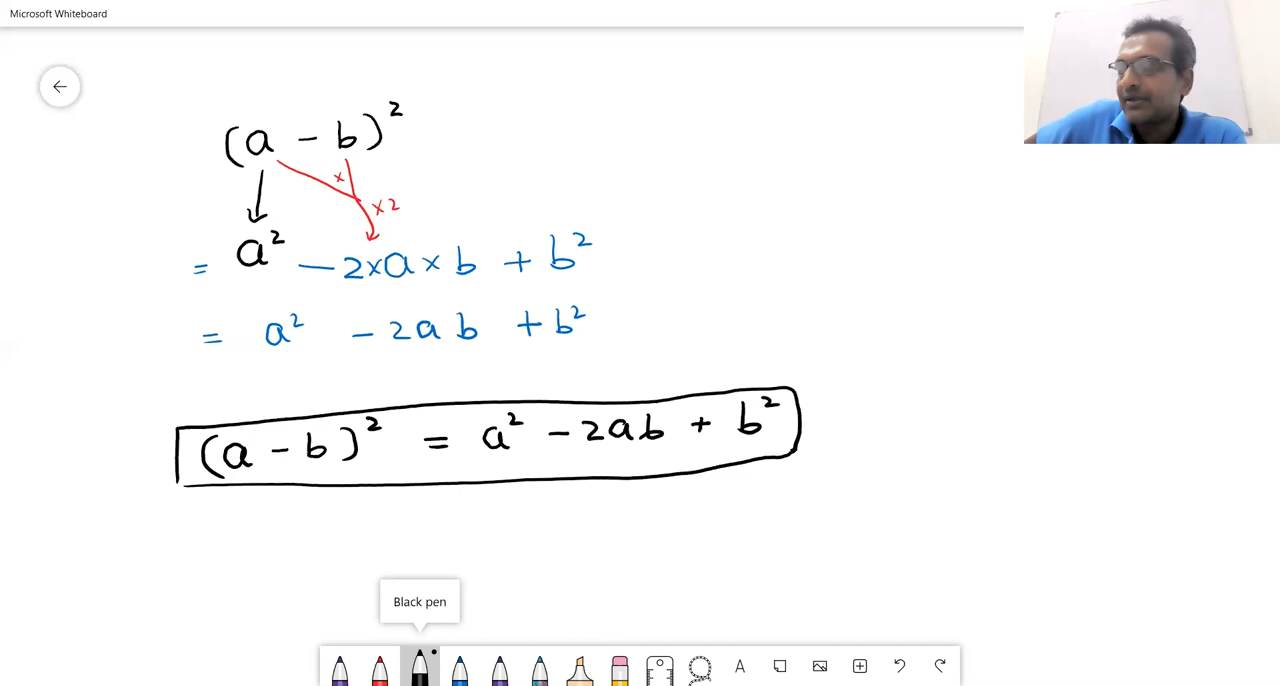 Microsoft Whiteboard
(a - b)²
x
x 2
= a² - 2×a×b + b²
= a² - 2ab + b²
(a - b)² = a² - 2ab + b²
Black pen
A